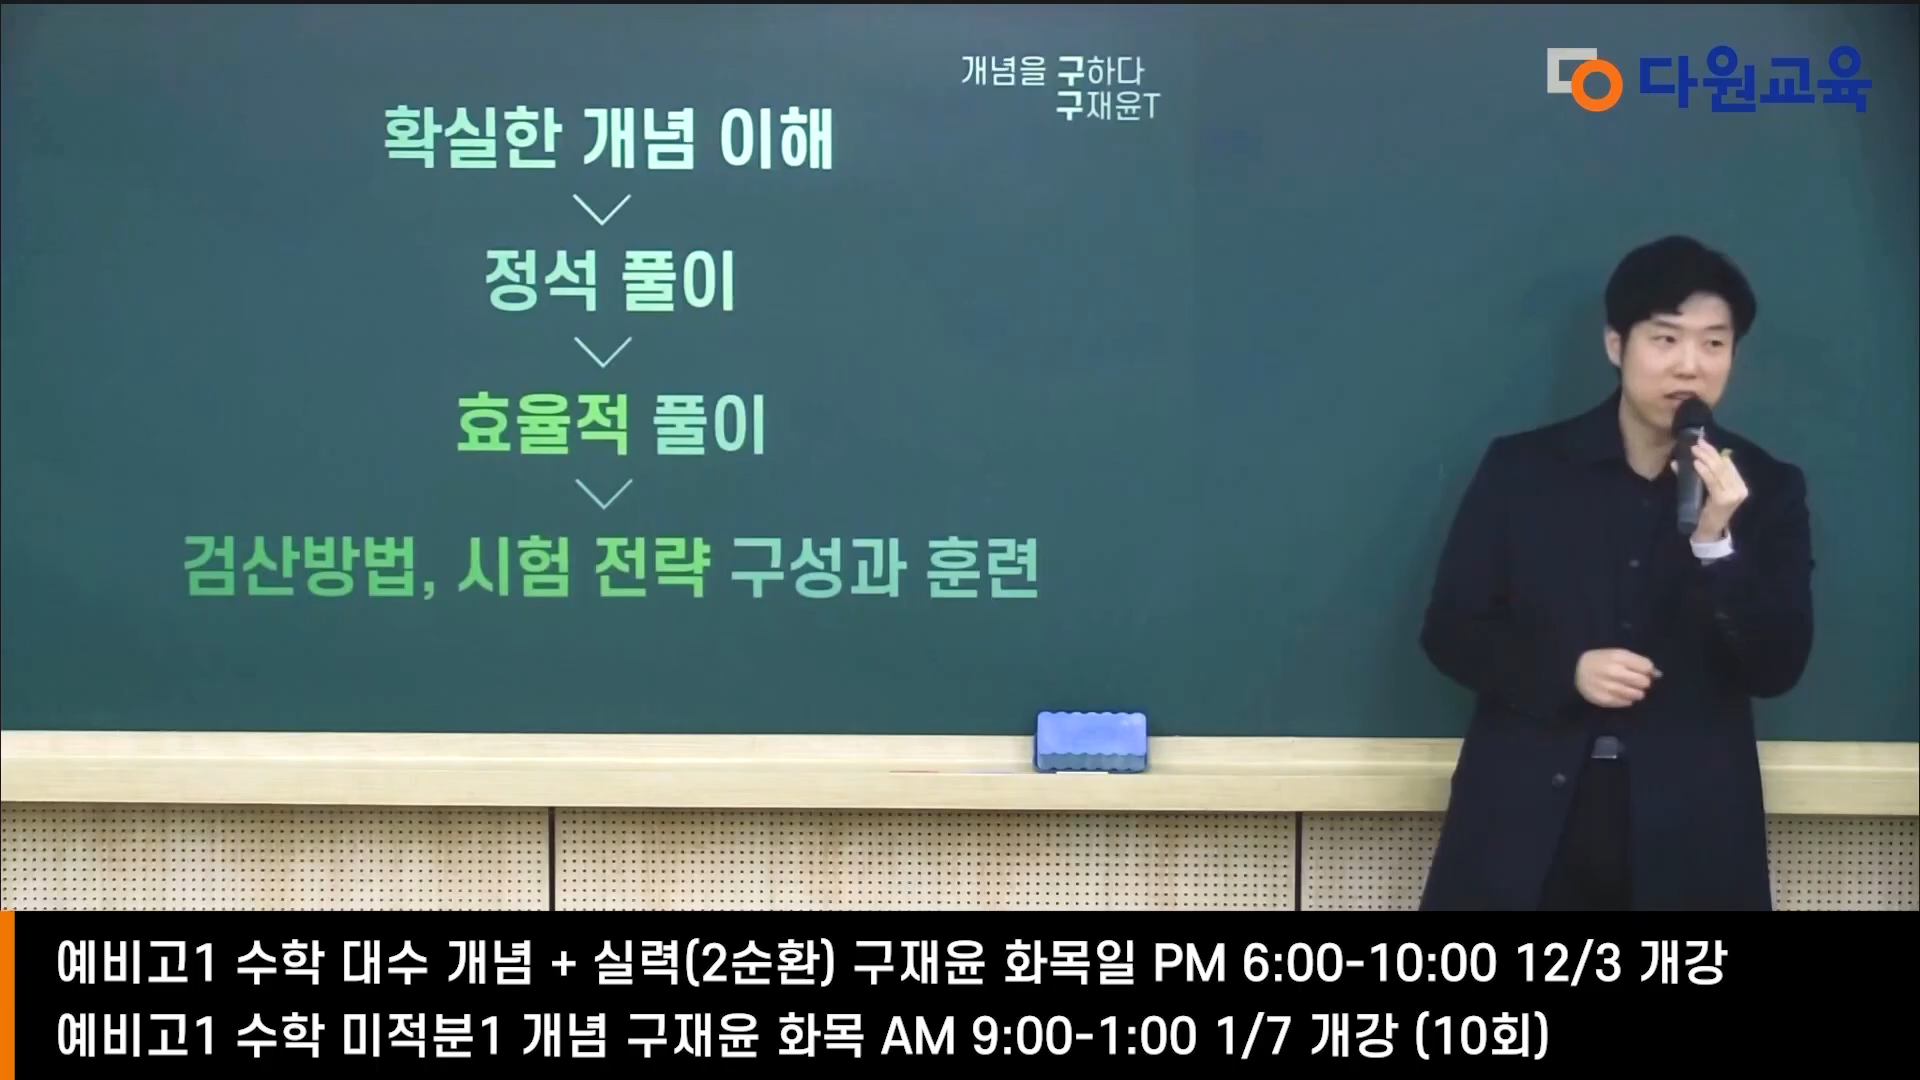 개념을 구하다
구재윤T
다원교육
확실한 개념 이해
정석 풀이
효율적 풀이
검산방법, 시험 전략 구성과 훈련
예비고1 수학 대수 개념 + 실력(2순환) 구재윤 화목일 PM 6:00-10:00 12/3 개강
예비고1 수학 미적분1 개념 구재윤 화목 AM 9:00-1:00 1/7 개강 (10회)